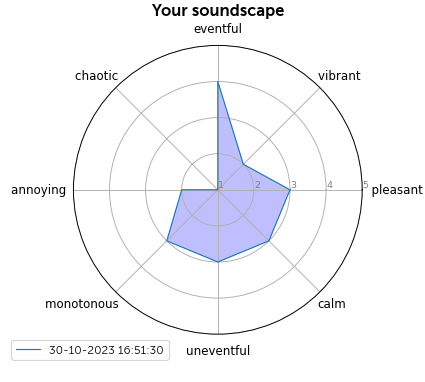 Your soundscape
eventful
chaotic
vibrant
annoying
1
2
3
4
5
pleasant
monotonous
calm
uneventful
30-10-2023 16:51:30